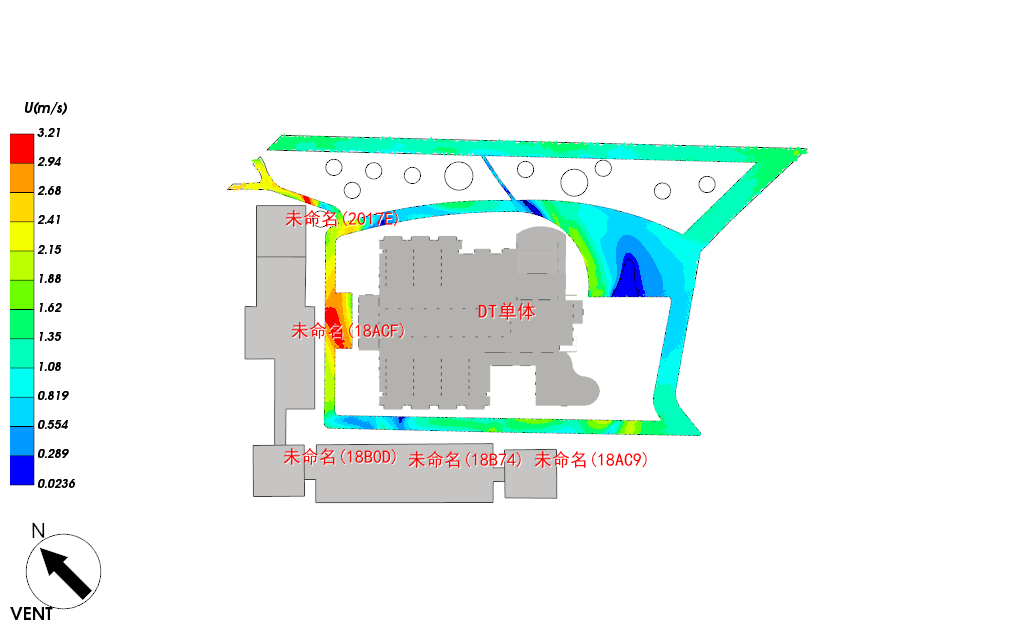 U(m/s)
3.21
2.94
2.68
2.41
2.15
1.88
1.62
1.35
1.08
0.819
0.554
0.289
0.0236
未命名(2017E)
DT单体
未命名(18ACF)
未命名(18B0D)
未命名(18B74)
未命名(18AC9)
N
VENT